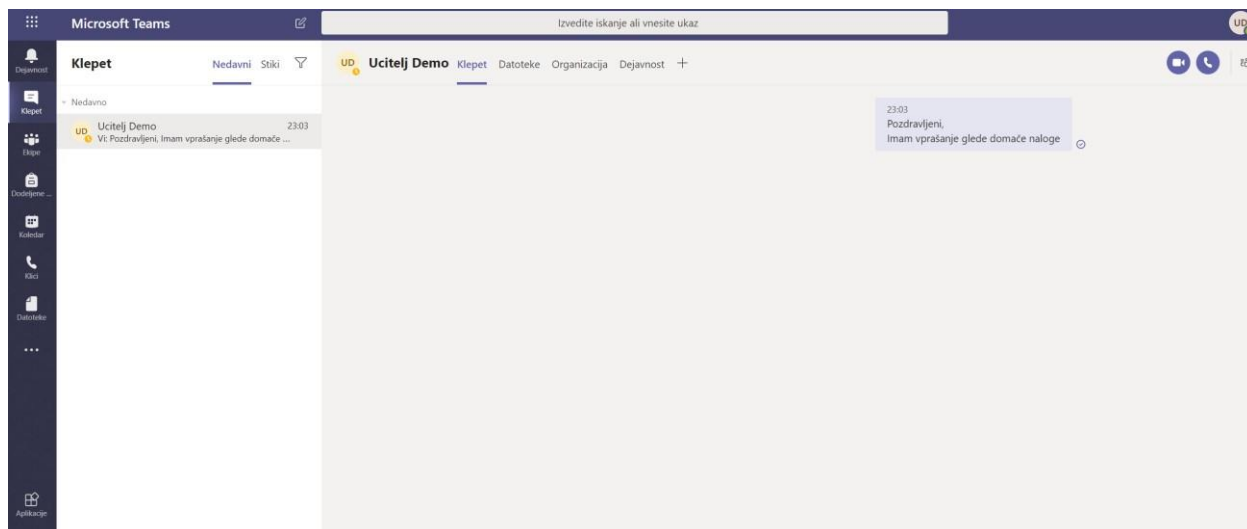 Microsoft Teams
Izvedite iskanje ali vnesite ukaz
UD
Dejavnost
Klepet
Ekipe
Dodeljene ...
Koledar
Klici
Datoteke
Aplikacije
Klepet
Nedavni Stiki
Nedavno
UD
Ucitelj Demo 23:03
Vi: Pozdravljeni, Imam vprašanje glede domače ...
UD Ucitelj Demo Klepet Datoteke Organizacija Dejavnost +
23:03
Pozdravljeni,
Imam vprašanje glede domače naloge